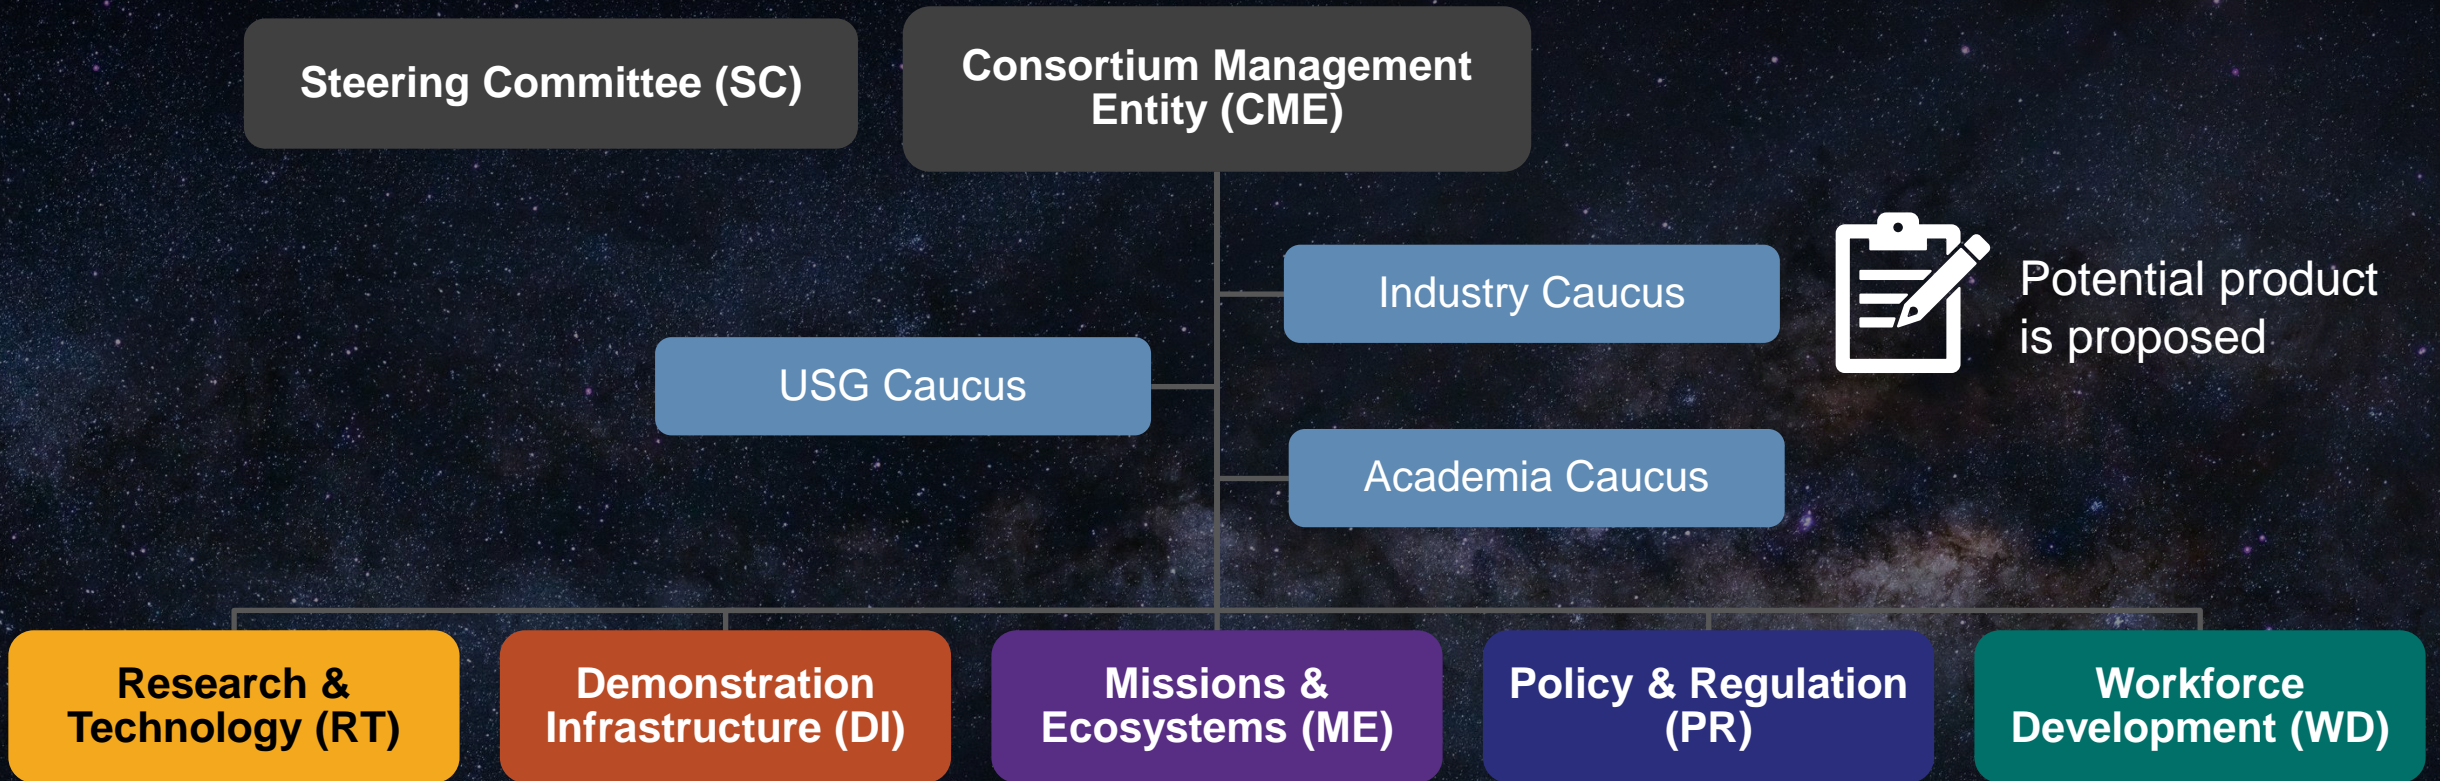 Steering Committee (SC)
Consortium Management
Entity (CME)
Industry Caucus
Potential product
is proposed
USG Caucus
Academia Caucus
Research &
Technology (RT)
Demonstration
Infrastructure (DI)
Missions &
Ecosystems (ME)
Policy & Regulation
(PR)
Workforce
Development (WD)